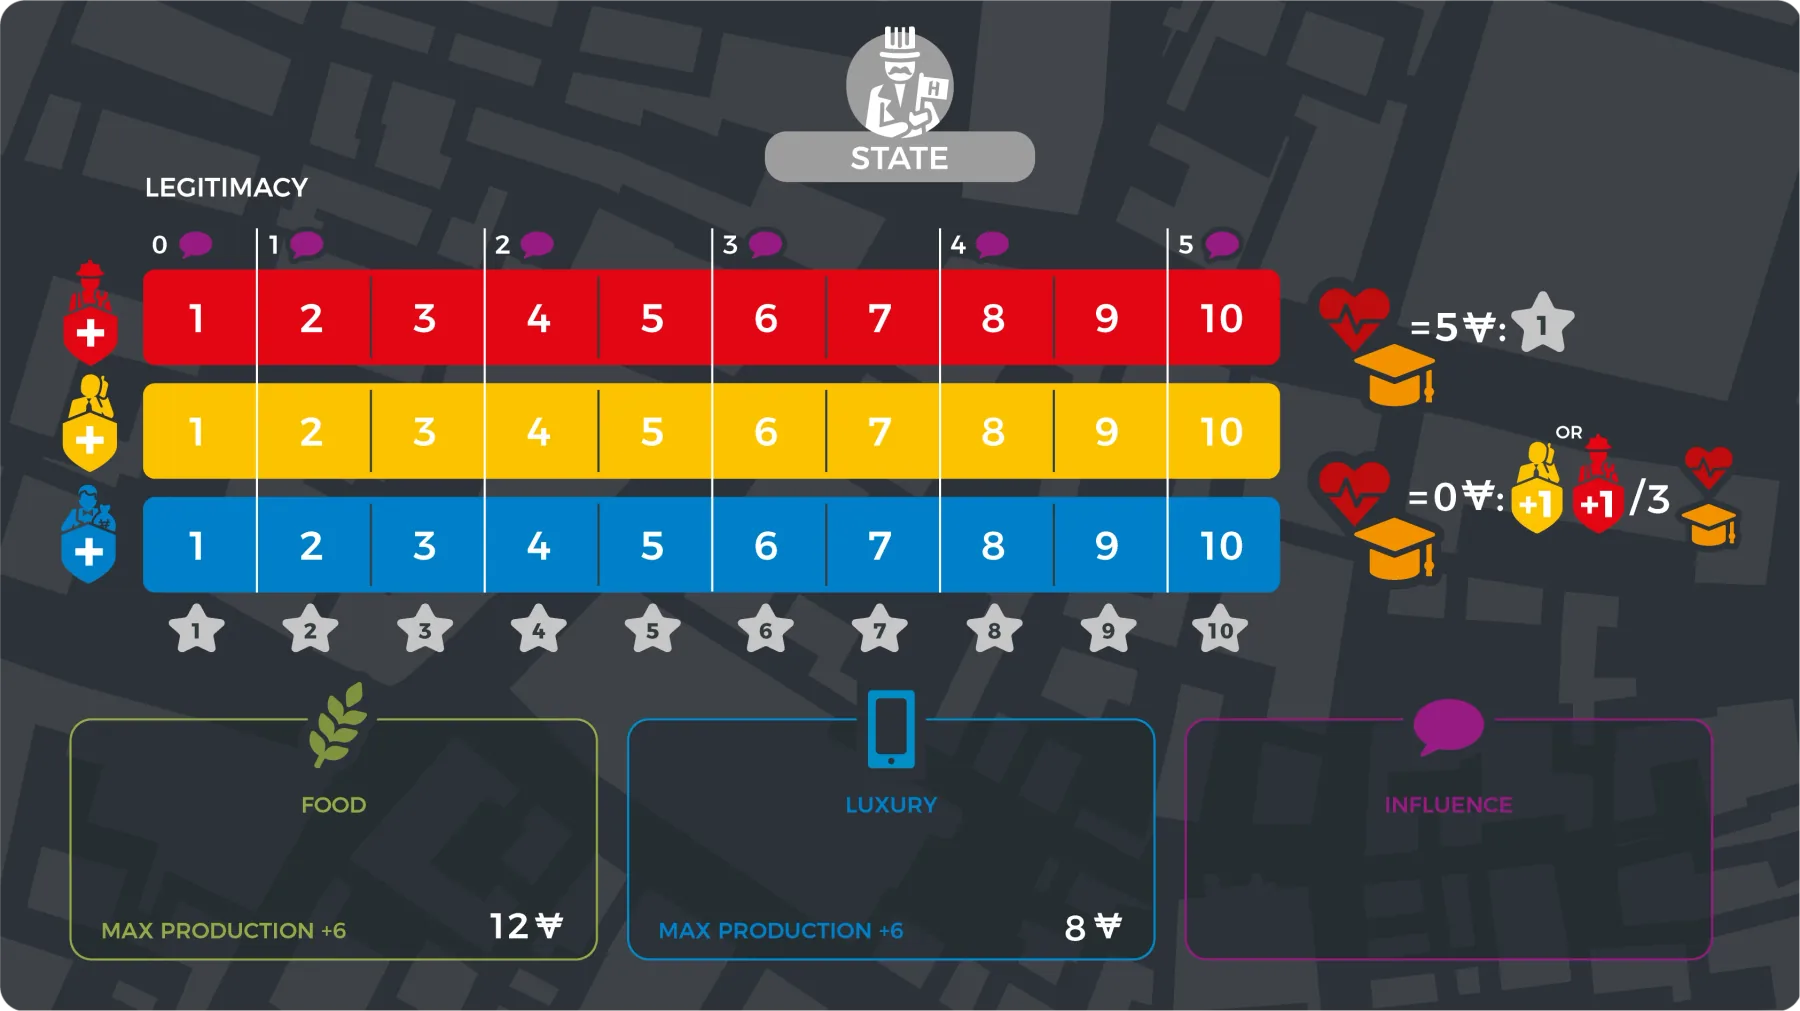 H
STATE
LEGITIMACY
0 1 2 3 4 5
1 2 3 4 5 6 7 8 9 10
=5₩: 1
1 2 3 4 5 6 7 8 9 10
OR
=0₩: +1 +1 /3
1 2 3 4 5 6 7 8 9 10
1 2 3 4 5 6 7 8 9 10
FOOD
MAX PRODUCTION +6 12₩
LUXURY
MAX PRODUCTION +6 8₩
INFLUENCE